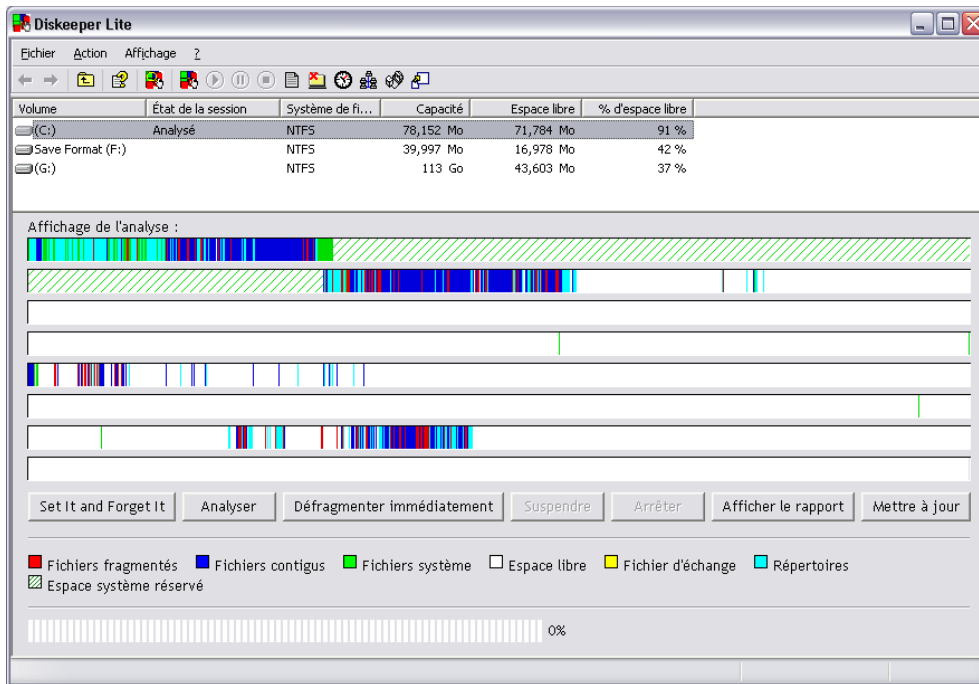 Diskeeper Lite
Fichier Action Affichage ?
Volume État de la session Système de fi... Capacité Espace libre % d'espace libre
(C:) Analysé NTFS 78,152 Mo 71,784 Mo 91 %
Save Format (F:) NTFS 39,997 Mo 16,978 Mo 42 %
(G:) NTFS 113 Go 43,603 Mo 37 %
Affichage de l'analyse :
Set It and Forget It Analyser Défragmenter immédiatement Suspendre Arrêter Afficher le rapport Mettre à jour
Fichiers fragmentés Fichiers contigus Fichiers système Espace libre Fichier d'échange Répertoires
Espace système réservé
0%